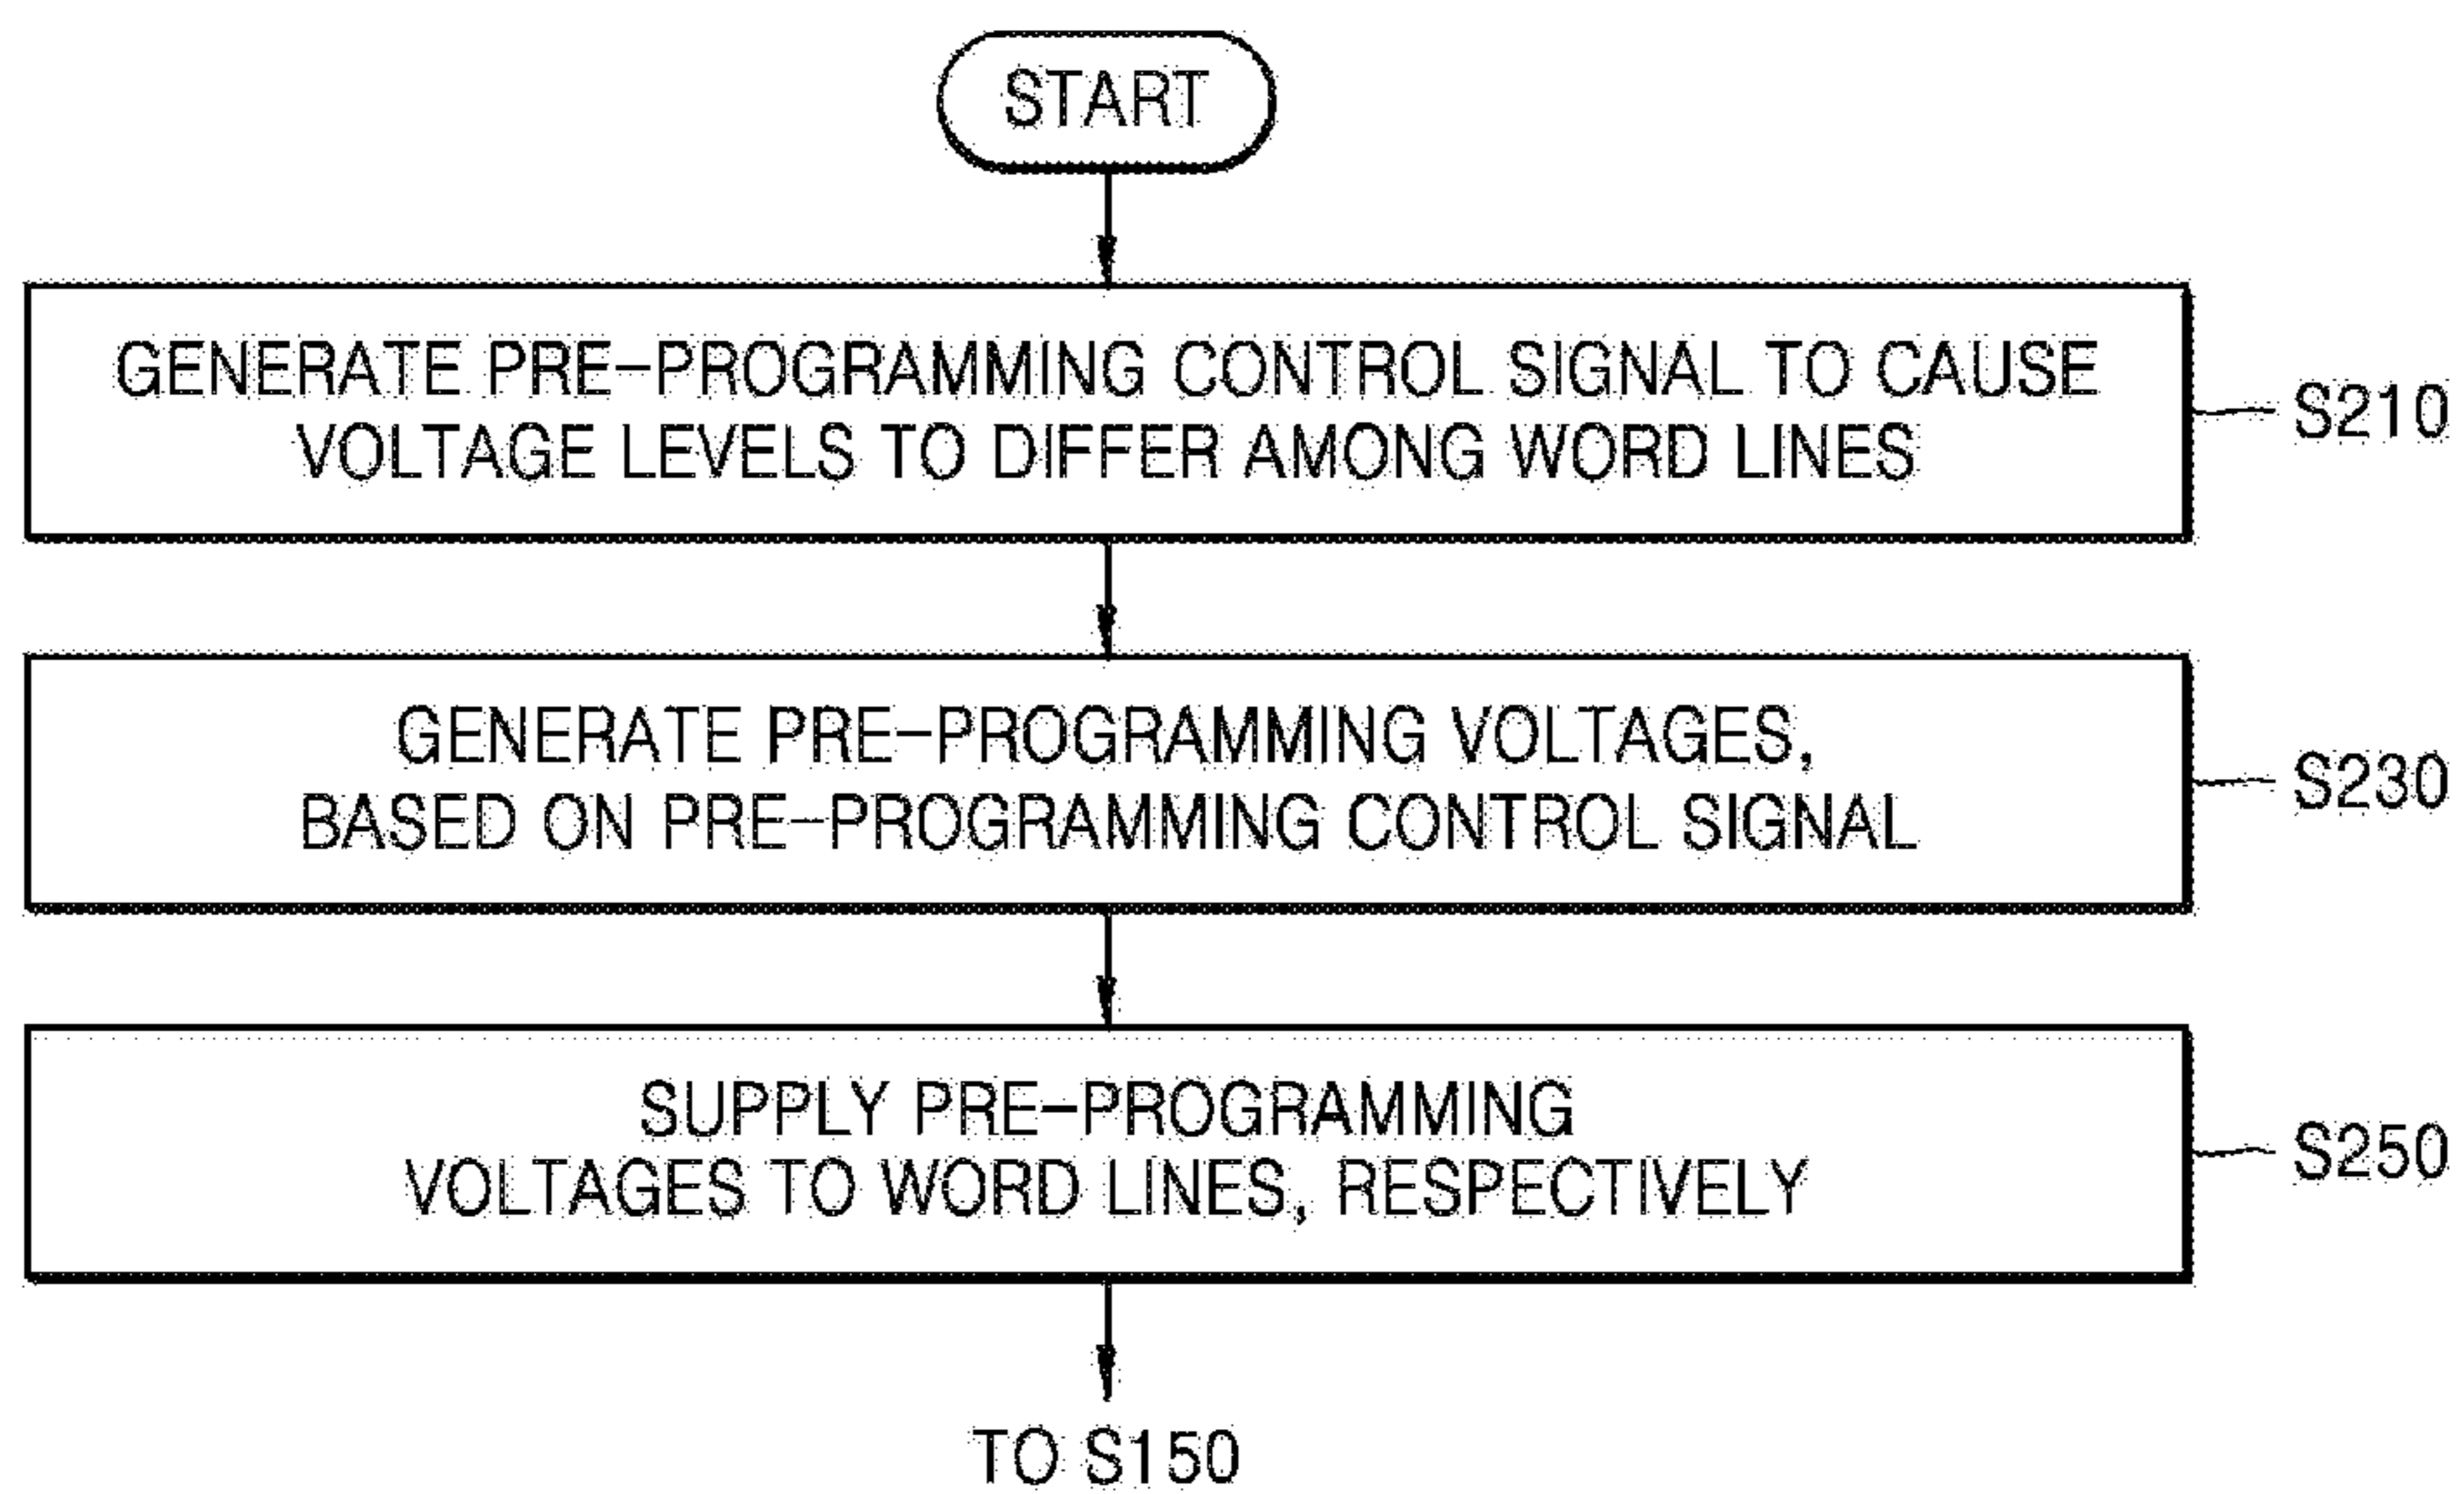 START
GENERATE PRE-PROGRAMMING CONTROL SIGNAL TO CAUSE
VOLTAGE LEVELS TO DIFFER AMONG WORD LINES
S210
GENERATE PRE-PROGRAMMING VOLTAGES,
BASED ON PRE-PROGRAMMING CONTROL SIGNAL
S230
SUPPLY PRE-PROGRAMMING
VOLTAGES TO WORD LINES, RESPECTIVELY
S250
TO S150